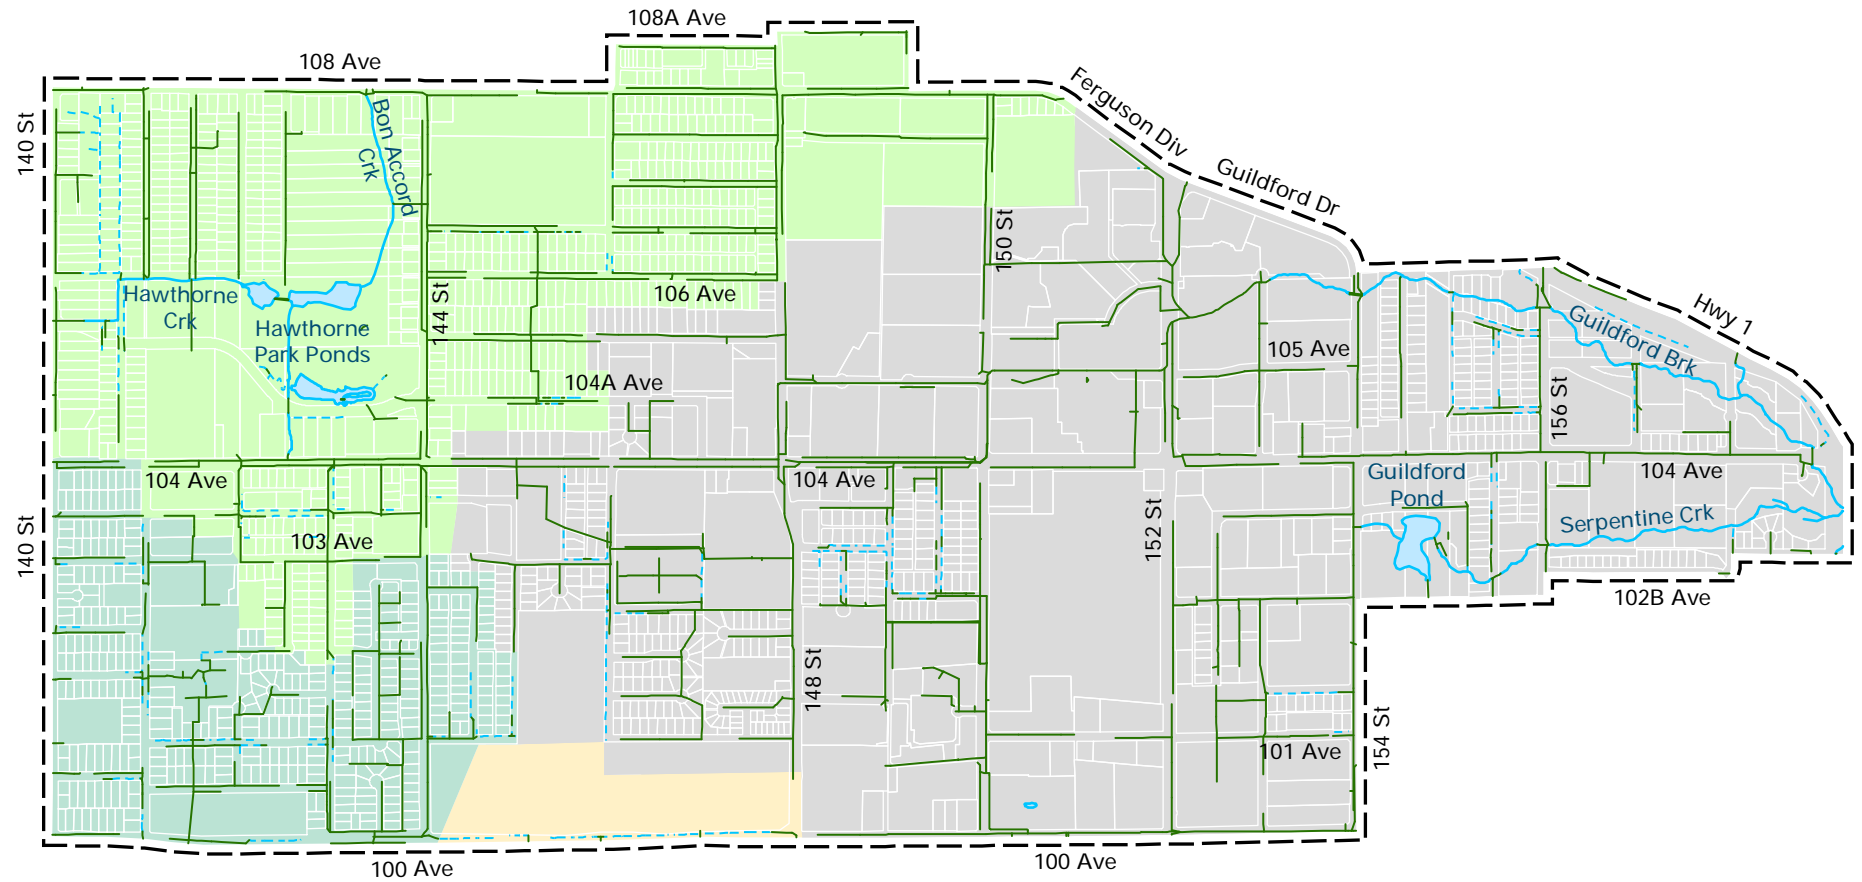 108A Ave
108 Ave
Ferguson Div
140 St
Bon Accord
Crk
Guildford Dr
150 St
Hawthorne
Crk
106 Ave
144 St
Hwy 1
Hawthorne
Park Ponds
Guildford Brk
105 Ave
104A Ave
156 St
104 Ave
104 Ave
Guildford
Pond
104 Ave
140 St
103 Ave
152 St
Serpentine Crk
102B Ave
148 St
154 St
101 Ave
100 Ave
100 Ave